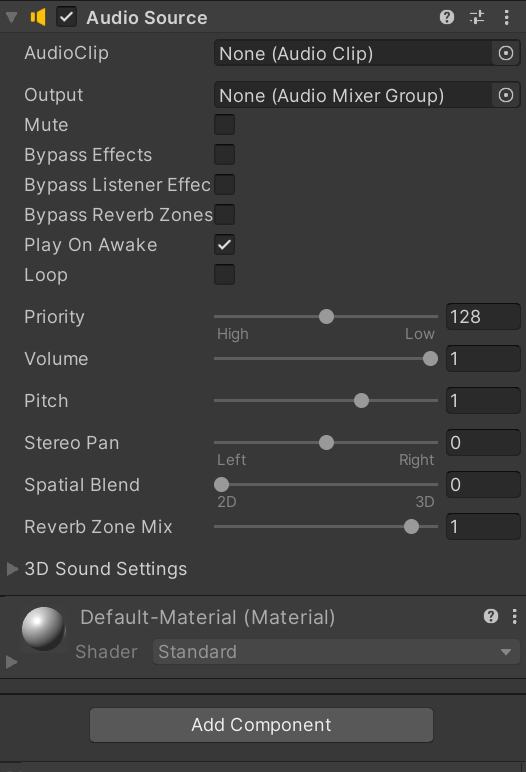 Audio Source
AudioClip None (Audio Clip)
Output None (Audio Mixer Group)
Mute
Bypass Effects
Bypass Listener Effec
Bypass Reverb Zones
Play On Awake
Loop
Priority 128
High Low
Volume 1
Pitch 1
Stereo Pan 0
Left Right
Spatial Blend 0
2D 3D
Reverb Zone Mix 1
3D Sound Settings
Default-Material (Material)
Shader Standard
Add Component